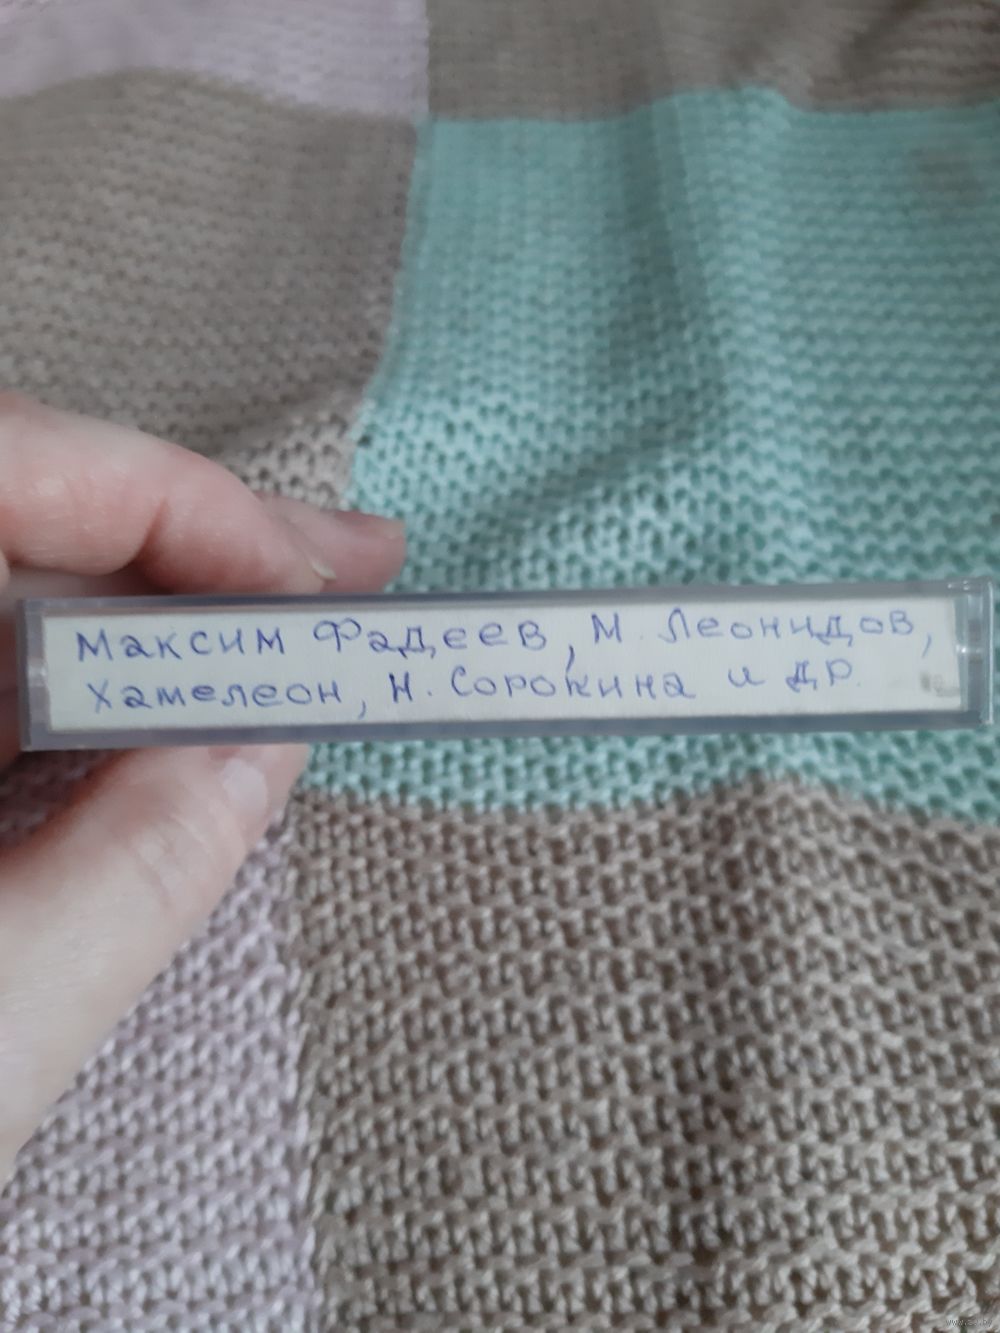 Максим Фадеев, М. Леонидов,
Хамелеон, Н. Сорокина и др.